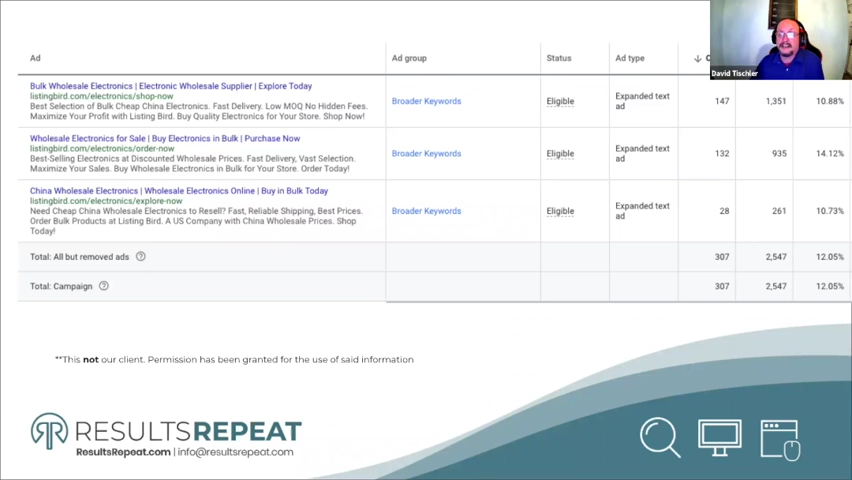 David Tischler
Ad
Ad group
Status
Ad type
Bulk Wholesale Electronics | Electronic Wholesale Supplier | Explore Today
listingbird.com/electronics/shop-now
Best Selection of Bulk Cheap China Electronics. Fast Delivery. Low MOQ No Hidden Fees.
Maximize Your Profit with Listing Bird. Buy Quality Electronics for Your Store. Shop Now!
Broader Keywords
Eligible
Expanded text
ad
147
1,351
10.88%
Wholesale Electronics for Sale | Buy Electronics in Bulk | Purchase Now
listingbird.com/electronics/order-now
Best-Selling Electronics at Discounted Wholesale Prices. Fast Delivery, Vast Selection.
Maximize Your Sales. Buy Wholesale Electronics in Bulk for Your Store. Order Today!
Broader Keywords
Eligible
Expanded text
ad
132
935
14.12%
China Wholesale Electronics | Wholesale Electronics Online | Buy in Bulk Today
listingbird.com/electronics/explore-now
Need Cheap China Wholesale Electronics to Resell? Fast, Reliable Shipping, Best Prices.
Order Bulk Products at Listing Bird. A US Company with China Wholesale Prices. Shop
Today!
Broader Keywords
Eligible
Expanded text
ad
28
261
10.73%
Total: All but removed ads
307
2,547
12.05%
Total: Campaign
307
2,547
12.05%
**This not our client. Permission has been granted for the use of said information
RESULTSREPEAT
ResultsRepeat.com | info@resultsrepeat.com